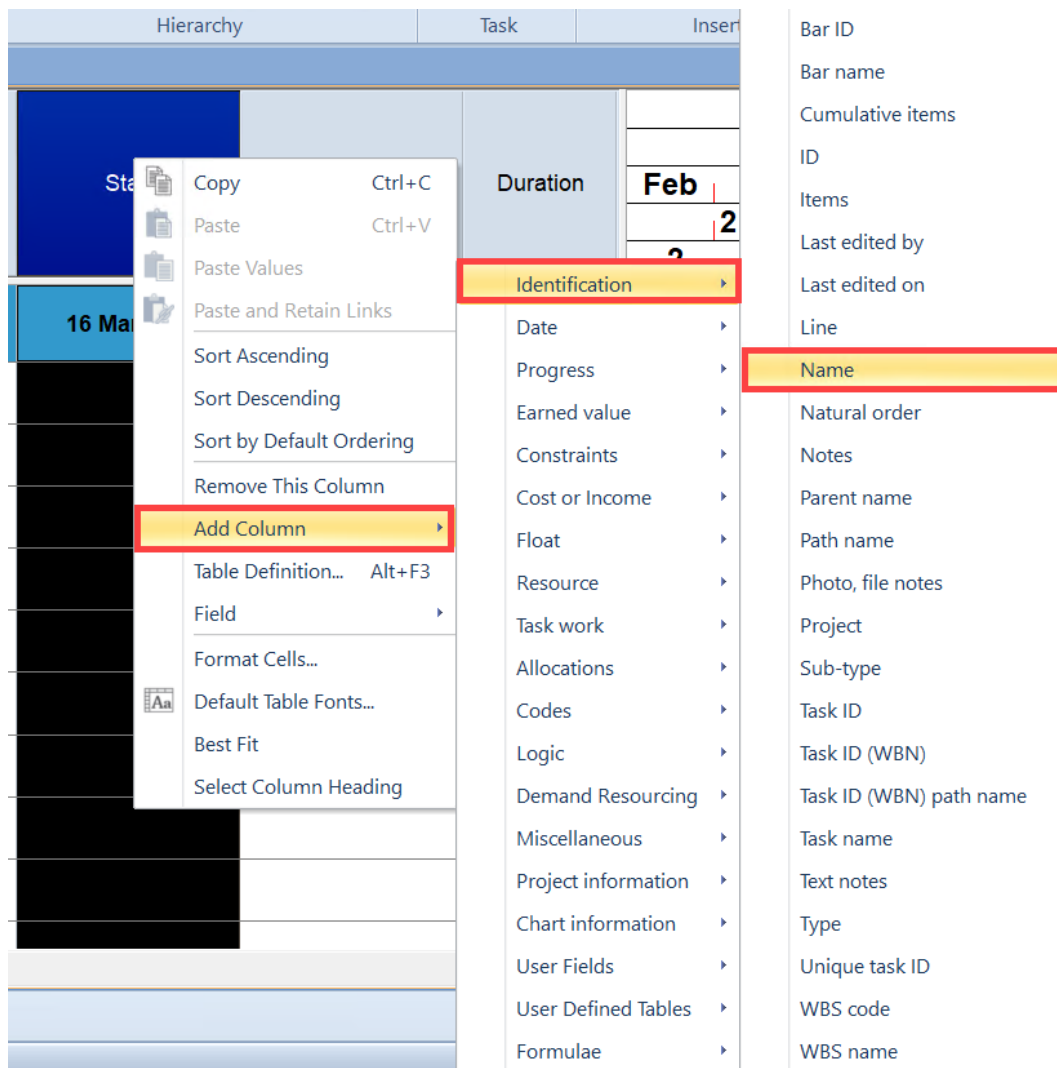 Hierarchy
Task
Duration
Feb
2
16
Copy Ctrl+C
Paste Ctrl+V
Paste Values
Paste and Retain Links
Sort Ascending
Sort Descending
Sort by Default Ordering
Remove This Column
Add Column
Table Definition... Alt+F3
Field
Format Cells...
Aa Default Table Fonts...
Best Fit
Select Column Heading
Identification
Date
Progress
Earned value
Constraints
Cost or Income
Float
Resource
Task work
Allocations
Codes
Logic
Demand Resourcing
Miscellaneous
Project information
Chart information
User Fields
User Defined Tables
Formulae
Bar ID
Bar name
Cumulative items
ID
Items
Last edited by
Last edited on
Line
Name
Natural order
Notes
Parent name
Path name
Photo, file notes
Project
Sub-type
Task ID
Task ID (WBN)
Task ID (WBN) path name
Task name
Text notes
Type
Unique task ID
WBS code
WBS name